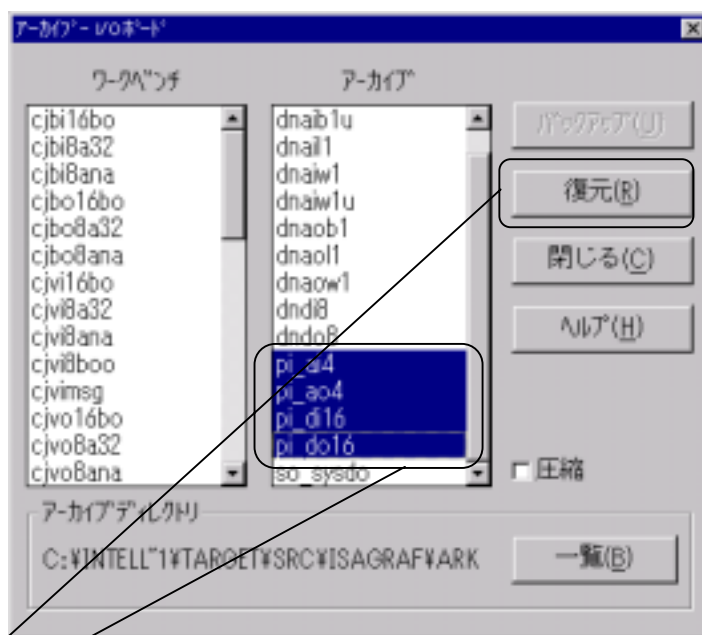 アーカイブ - I/Oボード
ワークベンチ
アーカイブ
cjbi16bo
cjbi8a32
cjbi8ana
cjbo16bo
cjbo8a32
cjbo8ana
cjvi16bo
cjvi8a32
cjvi8ana
cjvi8boo
cjvimsg
cjvo16bo
cjvo8a32
cjvo8ana
dnaib1u
dnail1
dnaiw1
dnaiw1u
dnaob1
dnaol1
dnaow1
dndi8
dndo8
pi_ai4
pi_ao4
pi_di16
pi_do16
so_sysdo
バックアップ(U)
復元(R)
閉じる(C)
ヘルプ(H)
圧縮
アーカイブディレクトリ
C:¥INTELL~1¥TARGET¥SRC¥ISAGRAF¥ARK
一覧(B)